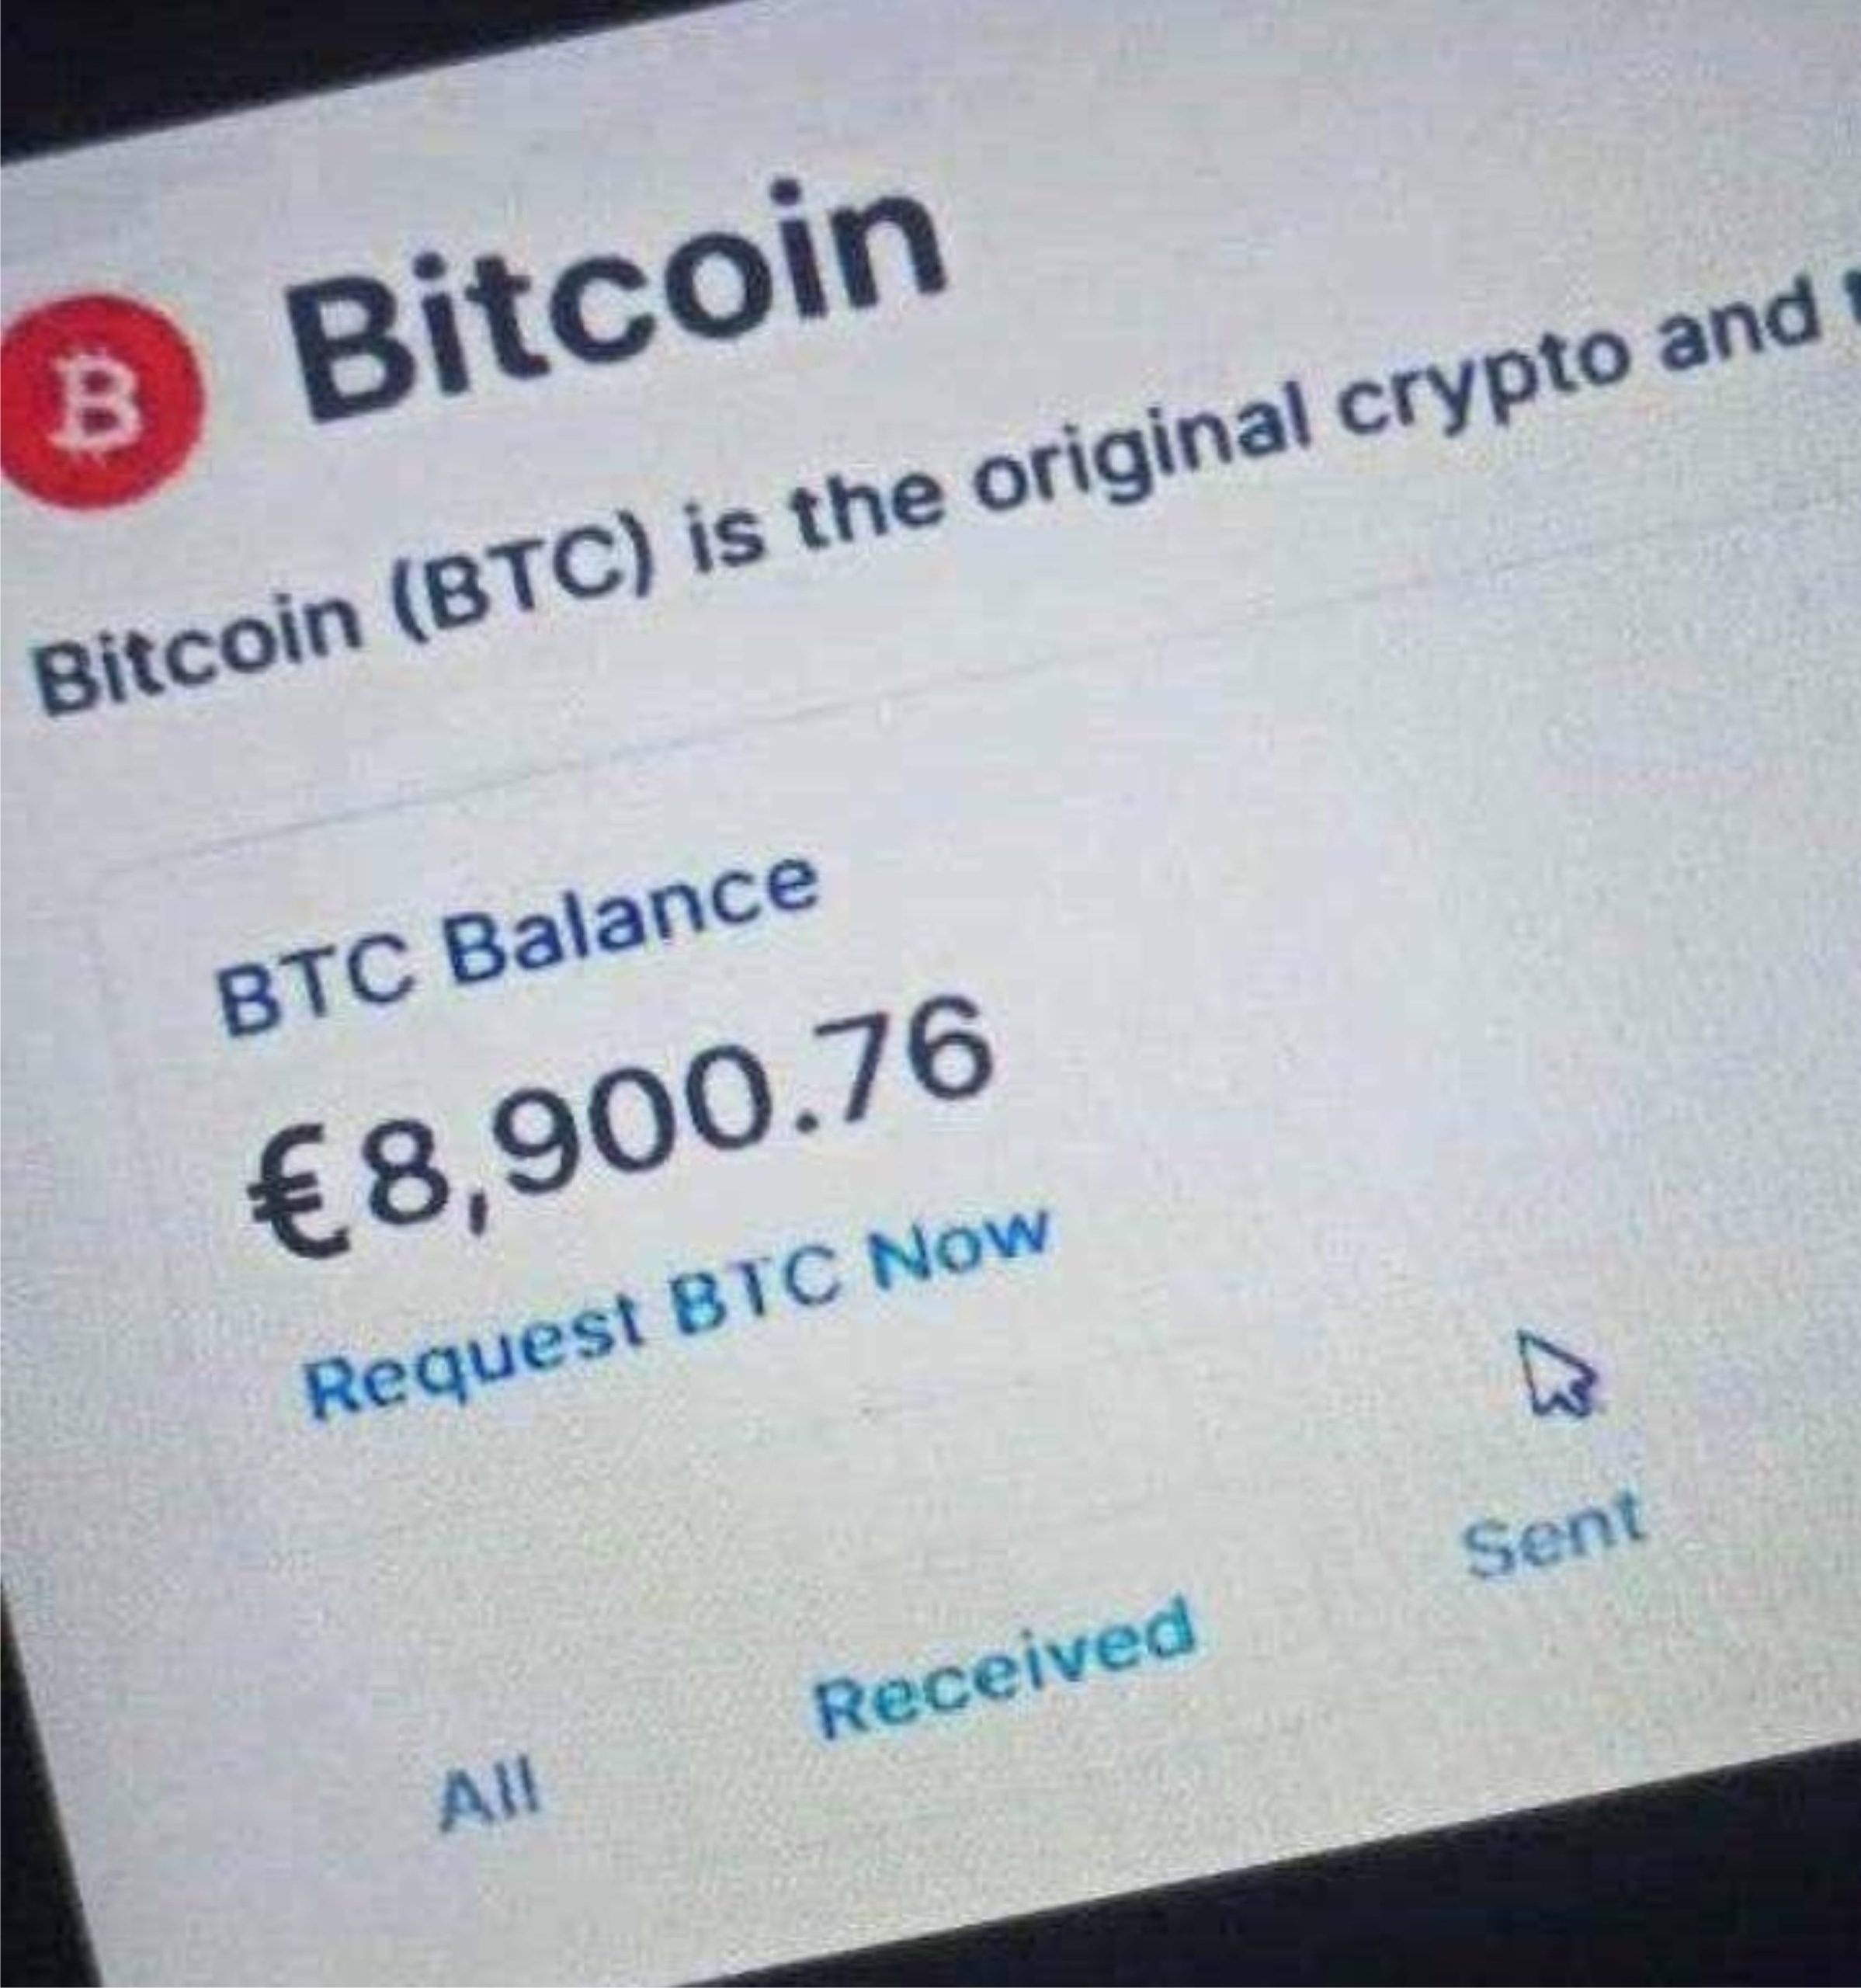 Bitcoin
Bitcoin (BTC) is the original crypto and
BTC Balance
€8,900.76
Request BTC Now
All Received Sent